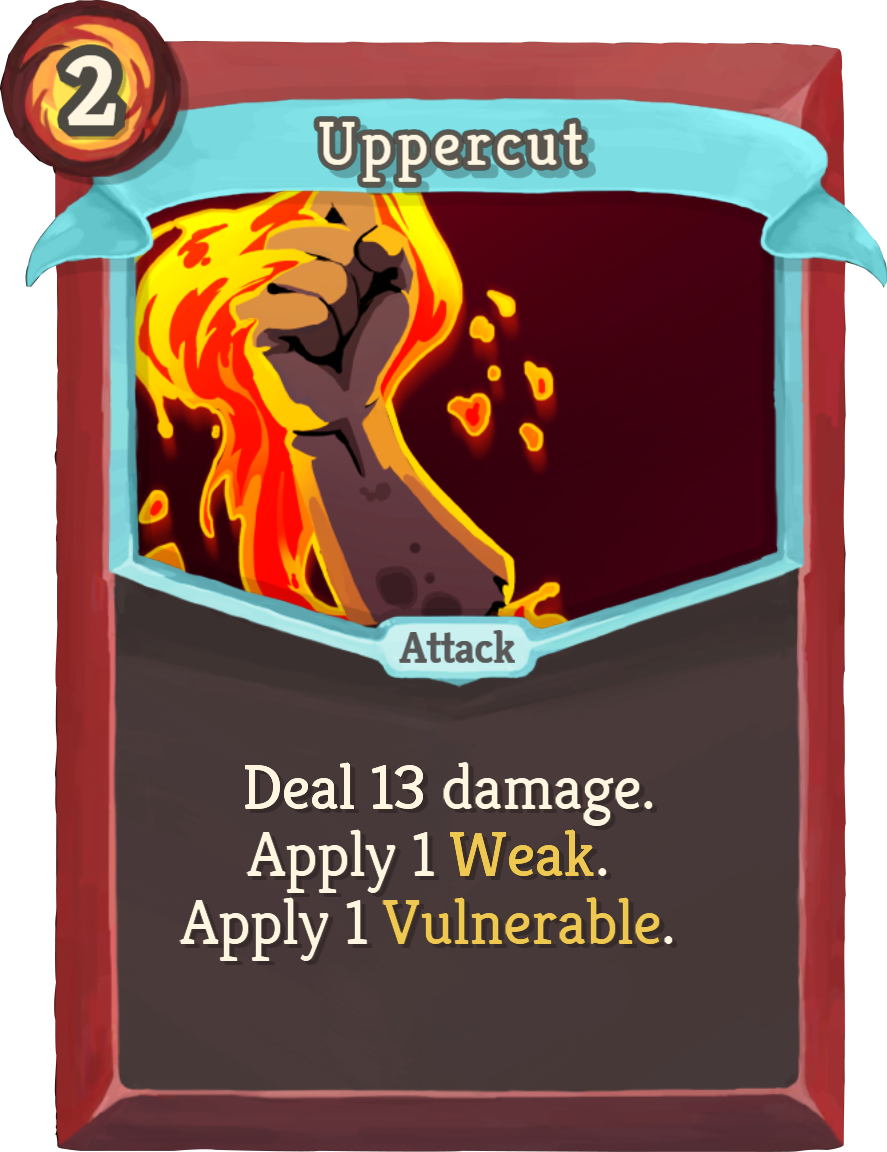 2
Uppercut
Attack
Deal 13 damage.
Apply 1 Weak.
Apply 1 Vulnerable.